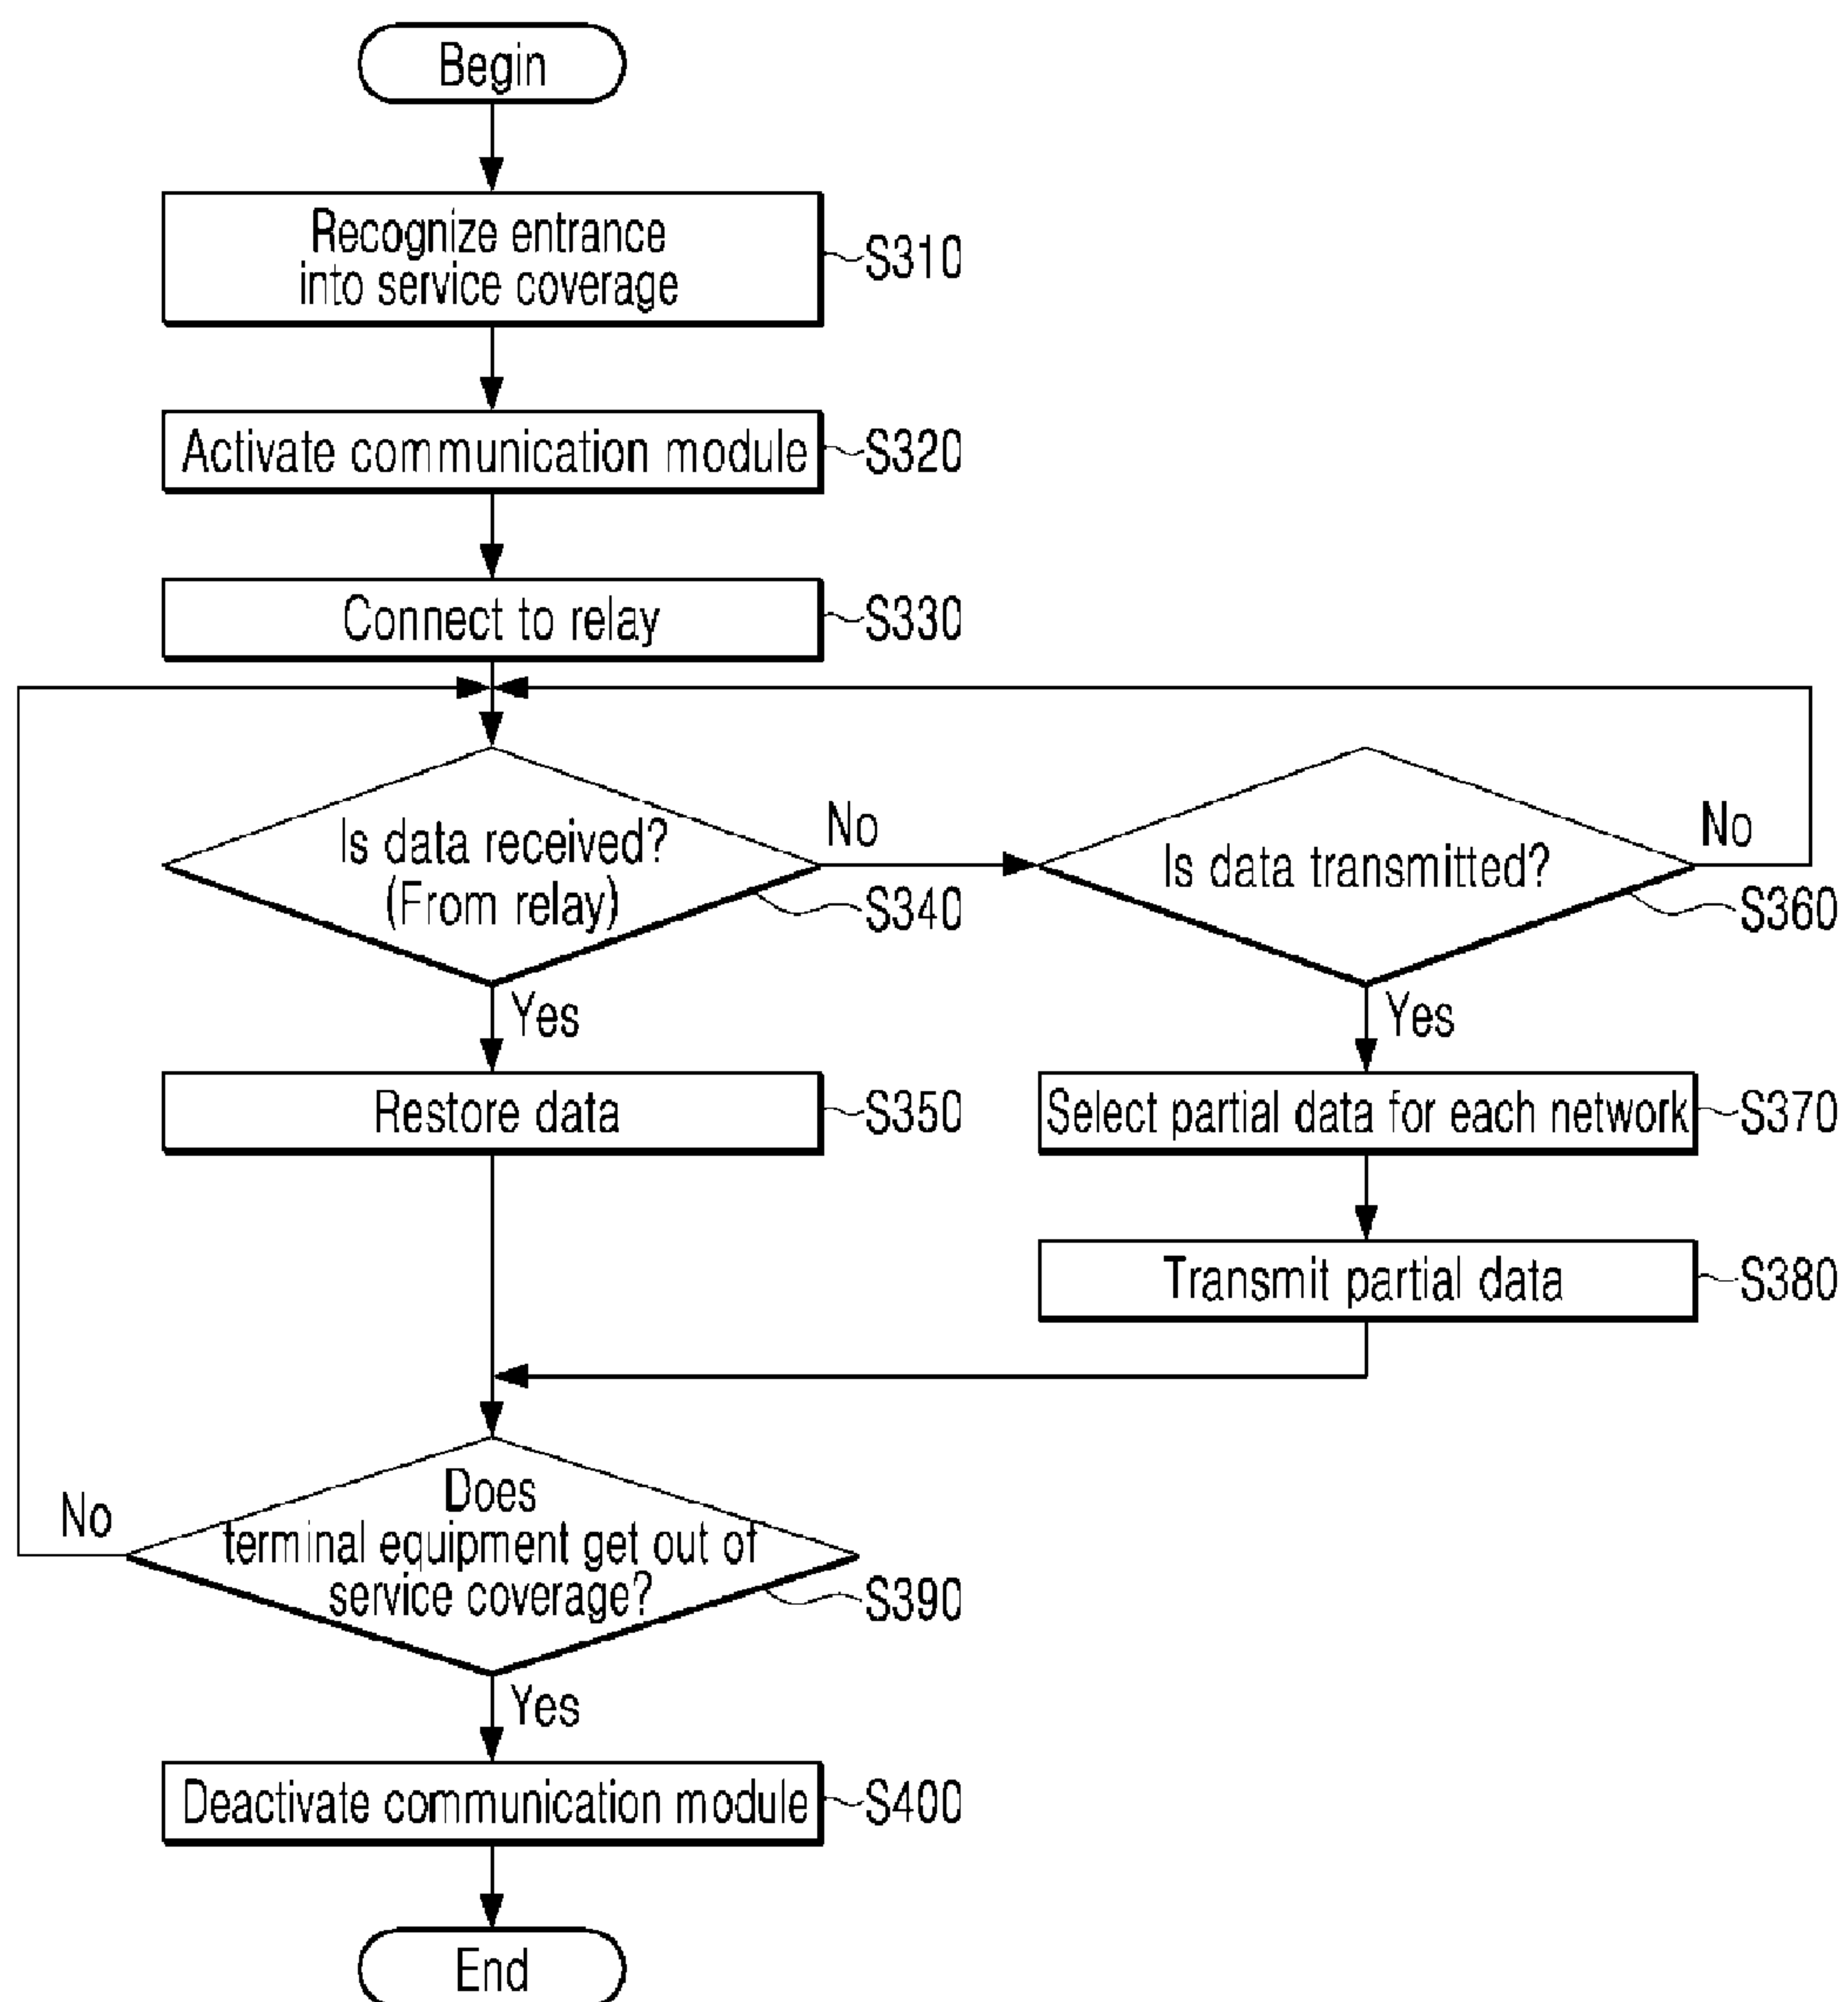 Begin
Recognize entrance
into service coverage
S310
Activate communication module
S320
Connect to relay
S330
Is data received?
(From relay)
No
S340
Is data transmitted?
No
S360
Yes
Yes
Restore data
S350
Select partial data for each network
S370
Transmit partial data
S380
Does
terminal equipment get out of
service coverage?
No
S390
Yes
Deactivate communication module
S400
End